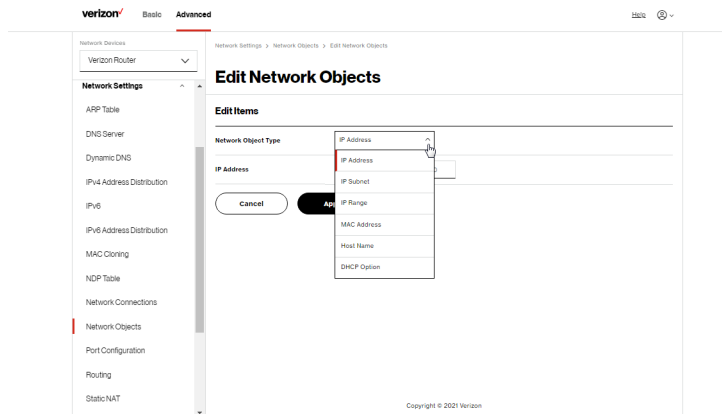 verizon Basic Advanced Help
Network Devices
Verizon Router
Network Settings
ARP Table
DNS Server
Dynamic DNS
IPv4 Address Distribution
IPv6
IPv6 Address Distribution
MAC Cloning
NDP Table
Network Connections
Network Objects
Port Configuration
Routing
Static NAT
Network Settings > Network Objects > Edit Network Objects
Edit Network Objects
Edit Items
Network Object Type
IP Address
IP Address
IP Subnet
IP Range
MAC Address
Host Name
DHCP Option
IP Address
Cancel
Copyright © 2021 Verizon